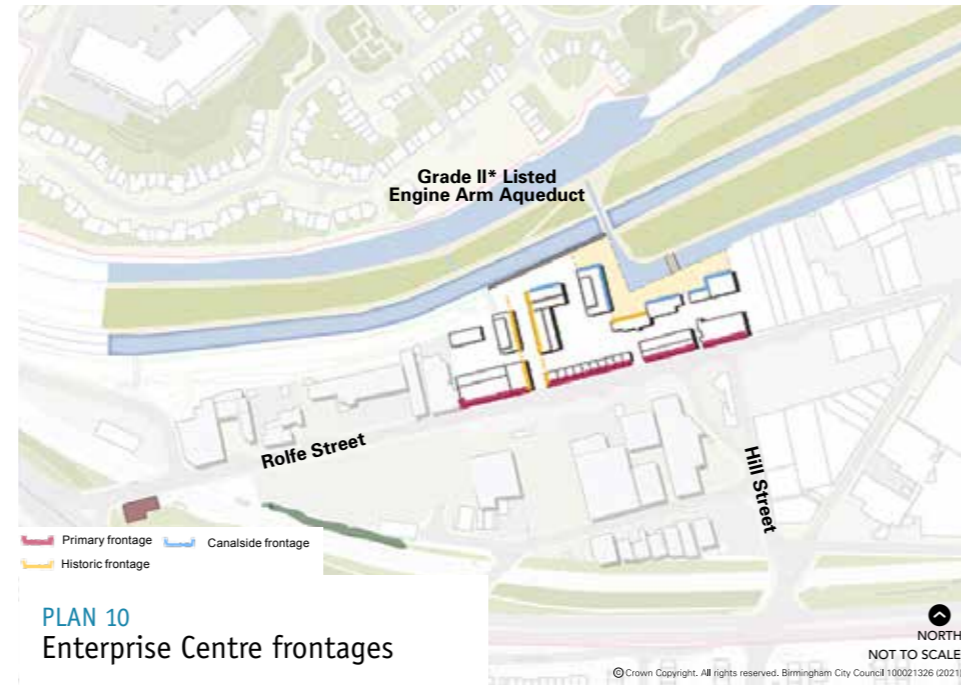 Grade II* Listed
Engine Arm Aqueduct
Rolfe Street
Hill Street
Primary frontage
Canalside frontage
Historic frontage
PLAN 10
Enterprise Centre frontages
NORTH
NOT TO SCALE
© Crown Copyright. All rights reserved. Birmingham City Council 100021326 (2021)